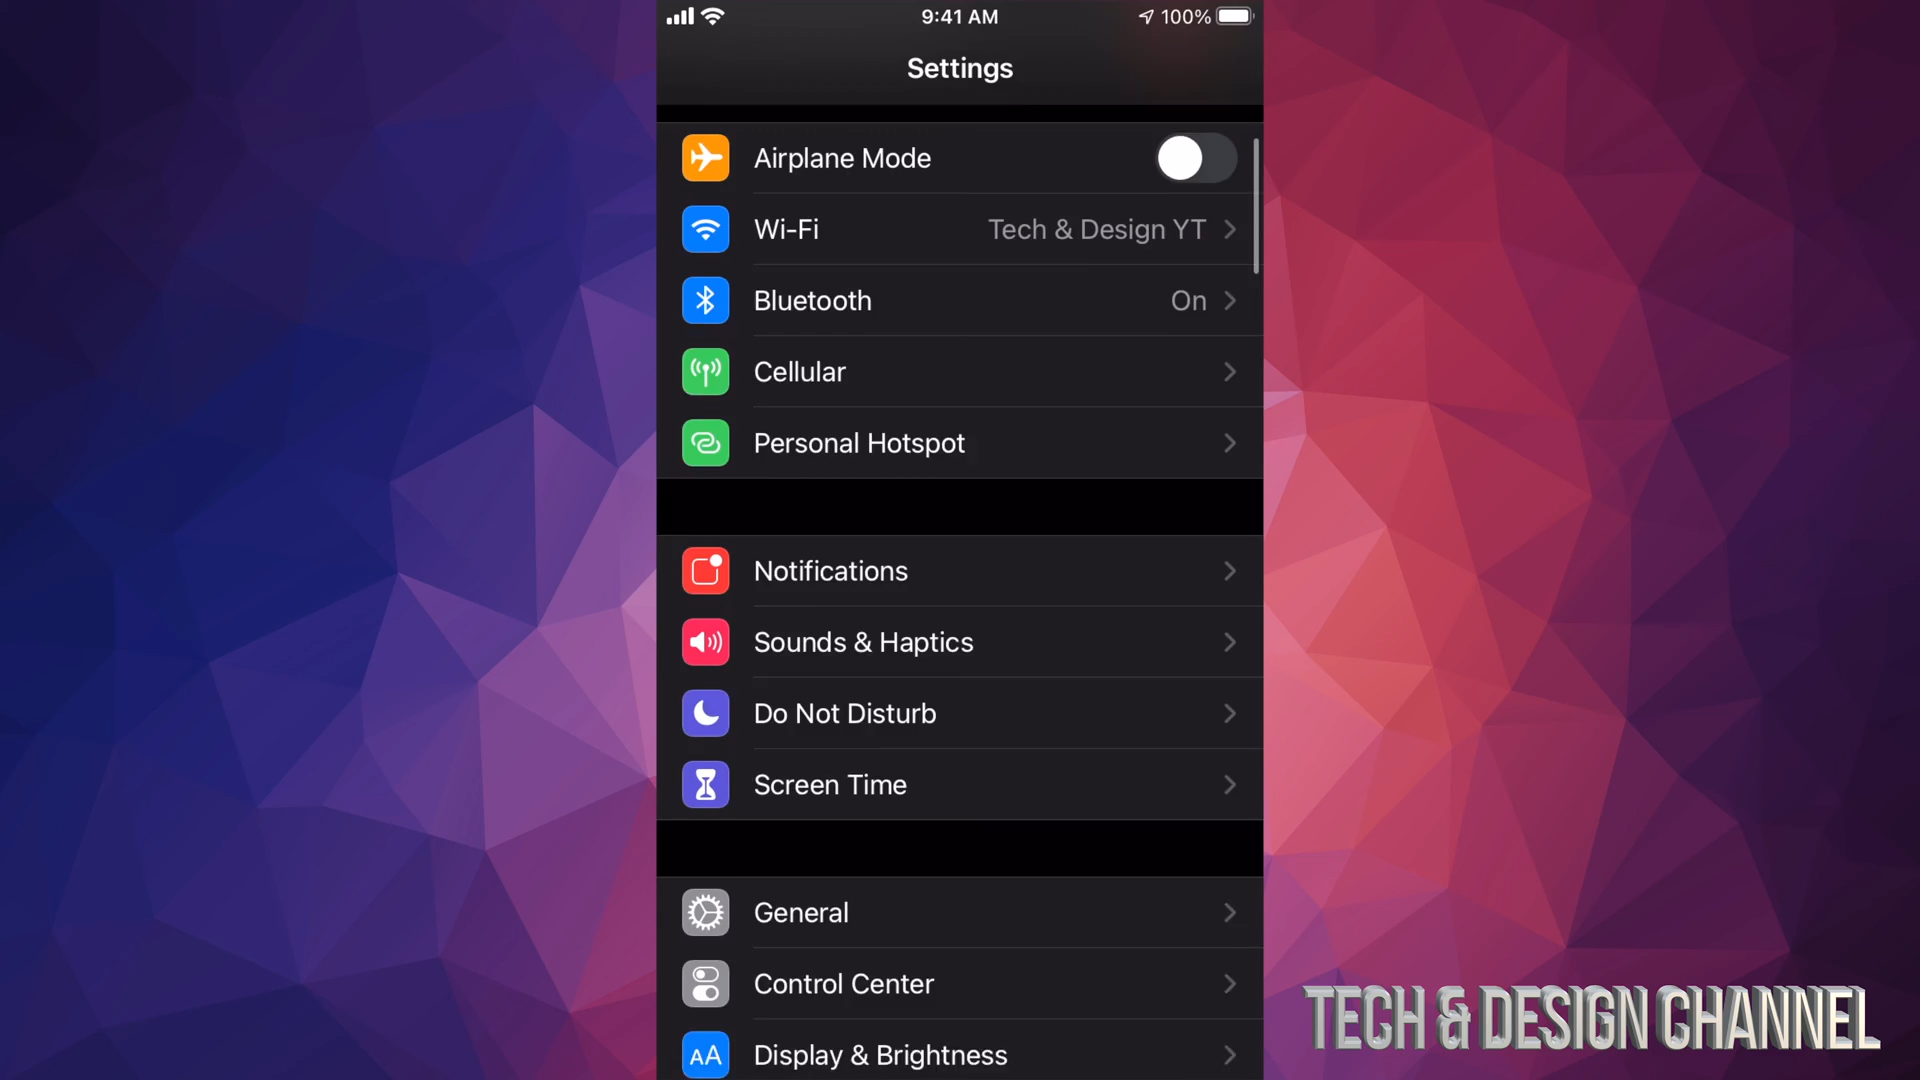 9:41 AM
100%
Settings
Airplane Mode
Wi-Fi Tech & Design YT
Bluetooth On
Cellular
Personal Hotspot
Notifications
Sounds & Haptics
Do Not Disturb
Screen Time
General
Control Center
AA Display & Brightness
TECH & DESIGN CHANNEL